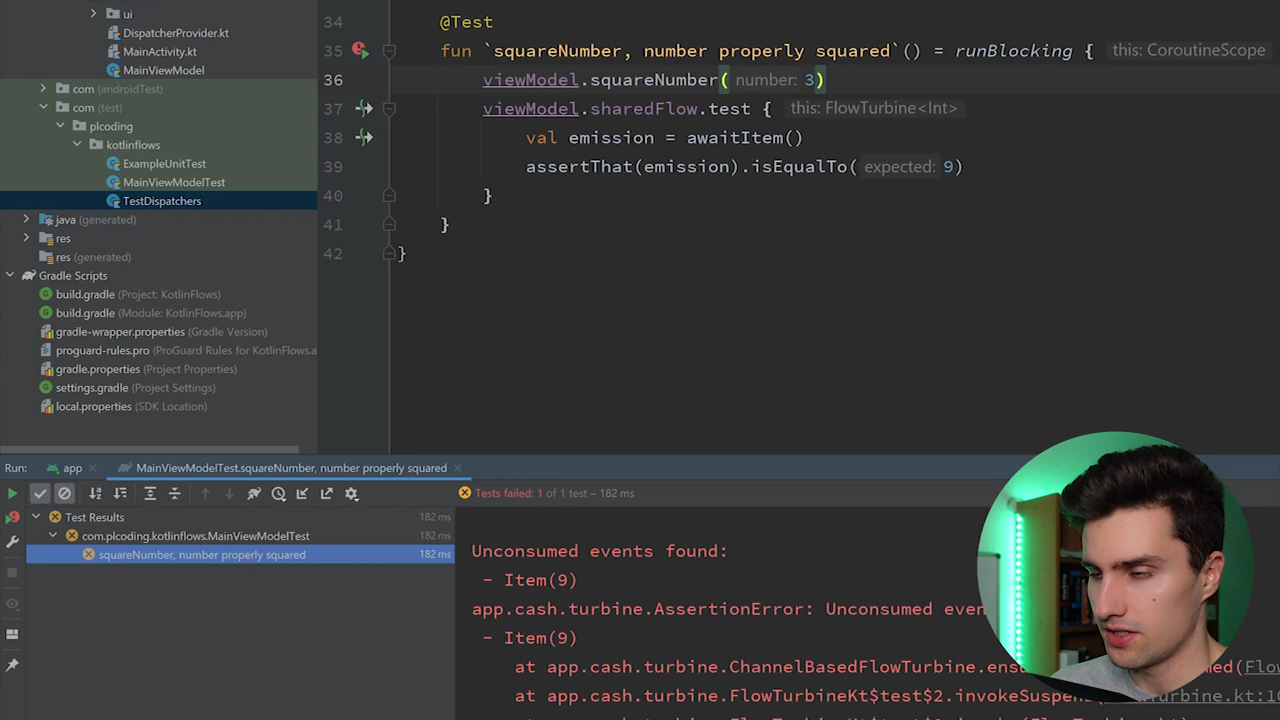 ui
DispatcherProvider.kt
MainActivity.kt
MainViewModel
com (androidTest)
com (test)
plcoding
kotlinflows
ExampleUnitTest
MainViewModelTest
TestDispatchers
java (generated)
res
res (generated)
Gradle Scripts
build.gradle (Project: KotlinFlows)
build.gradle (Module: KotlinFlows.app)
gradle-wrapper.properties (Gradle Version)
proguard-rules.pro (ProGuard Rules for KotlinFlows.a
gradle.properties (Project Properties)
settings.gradle (Project Settings)
local.properties (SDK Location)
34 @Test
35 fun `squareNumber, number properly squared`() = runBlocking { this: CoroutineScope
36 viewModel.squareNumber( number: 3)
37 viewModel.sharedFlow.test { this: FlowTurbine<Int>
38 val emission = awaitItem()
39 assertThat(emission).isEqualTo( expected: 9)
40 }
41 }
42 }
Run: app MainViewModelTest.squareNumber, number properly squared
Tests failed: 1 of 1 test – 182 ms
Test Results 182 ms
com.plcoding.kotlinflows.MainViewModelTest 182 ms
squareNumber, number properly squared 182 ms
Unconsumed events found:
- Item(9)
app.cash.turbine.AssertionError: Unconsumed even
- Item(9)
at app.cash.turbine.ChannelBasedFlowTurbine.ensu med(Flow
at app.cash.turbine.FlowTurbineKt$test$2.invokeSuspend Turbine.kt:10